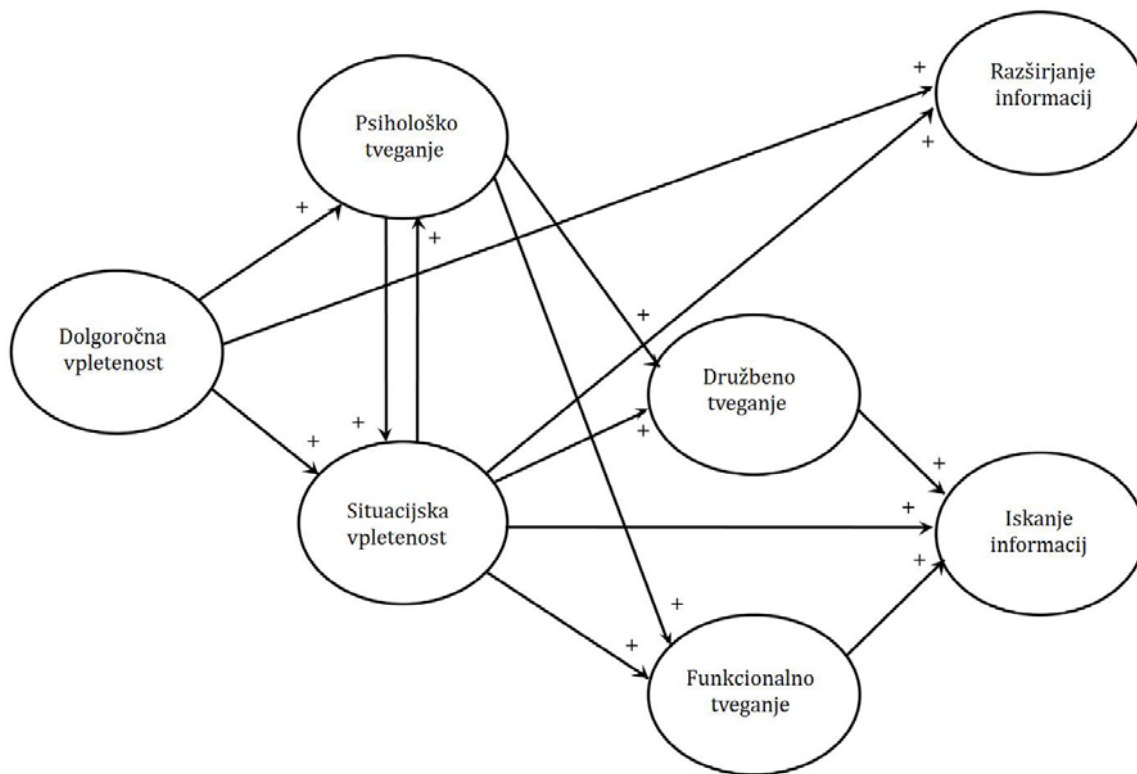 Razširjanje
informacij
+
+
Psihološko
tveganje
+
+
Dolgoročna
vpletenost
+
Družbeno
tveganje
+
+
+
+
Situacijska
vpletenost
+
+
Iskanje
informacij
+
+
+
Funkcionalno
tveganje